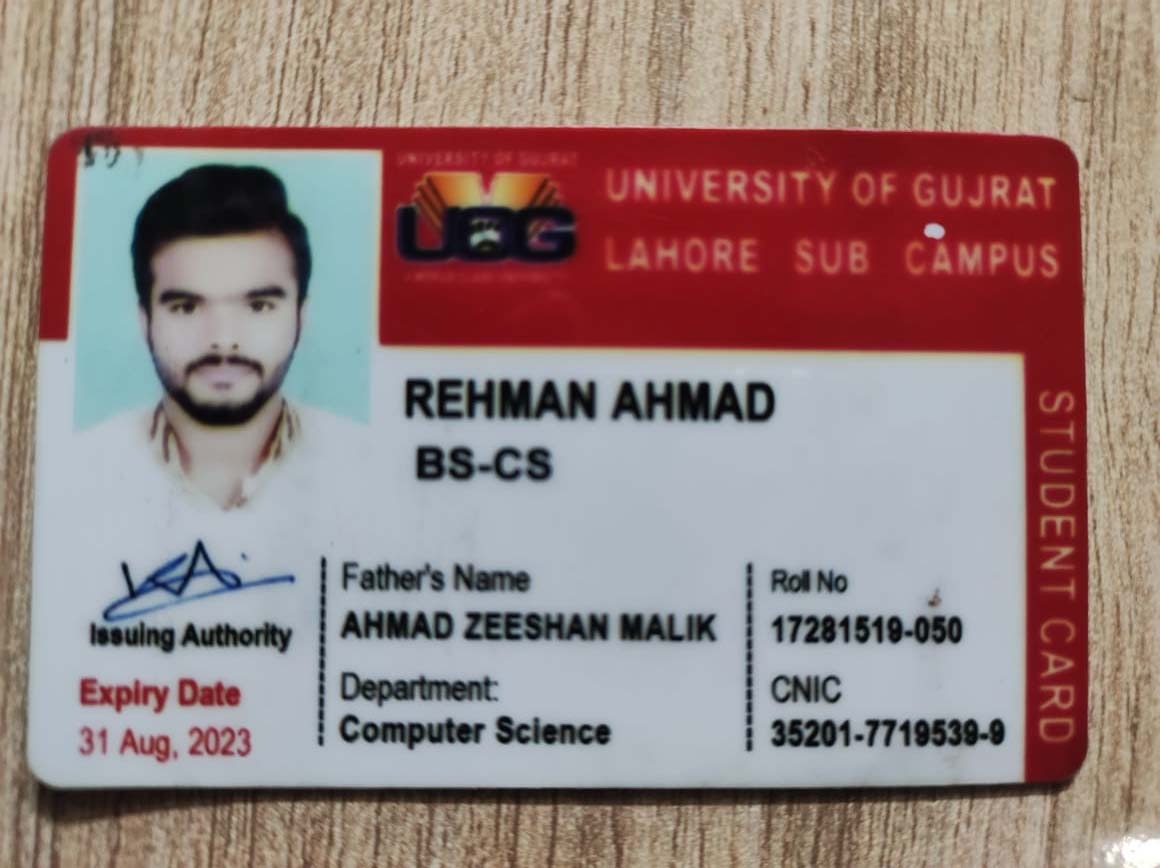 UNIVERSITY OF GUJRAT
UOG
UNIVERSITY OF GUJRAT
LAHORE SUB CAMPUS
REHMAN AHMAD
BS-CS
Issuing Authority
Expiry Date
31 Aug, 2023
Father's Name
AHMAD ZEESHAN MALIK
Department:
Computer Science
Roll No
17281519-050
CNIC
35201-7719539-9
STUDENT CARD